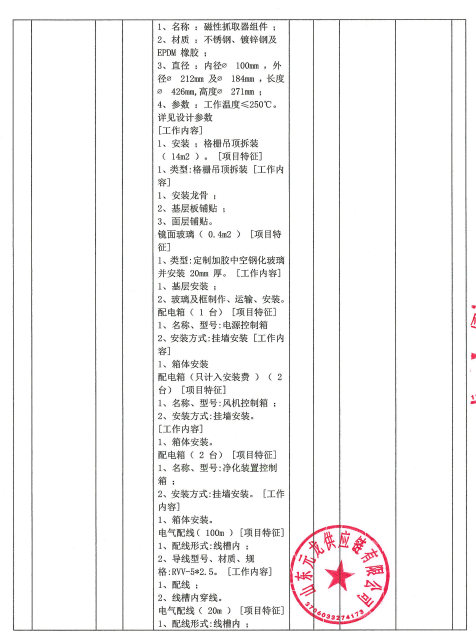 1、名称 ：磁性抓取器组件 ；
2、材质 ：不锈钢、镀锌钢及
EPDM 橡胶 ；
3、直径 ：内径∅ 100mm ，外
径∅ 212mm 及∅ 184mm ，长度
∅ 426mm,高度∅ 271mm ；
4、参数 ：工作温度≤250℃。
详见设计参数
[工作内容]
1、安装 ；格栅吊顶拆装
（ 14m2 ）。 [项目特征]
1、类型:格栅吊顶拆装 [工作内
容]
1、安装龙骨 ；
2、基层板铺贴 ；
3、面层铺贴。
镜面玻璃（ 0.4m2 ） [项目特
征]
1、类型:定制加胶中空钢化玻璃
并安装 20mm 厚。 [工作内容]
1、基层安装 ；
2、玻璃及框制作、运输、安装。
配电箱（ 1 台） [项目特征]
1、名称、型号:电源控制箱
2、安装方式:挂墙安装 [工作内
容]
1、箱体安装
配电箱（只计入安装费 ）（ 2
台） [项目特征]
1、名称、型号:风机控制箱 ；
2、安装方式:挂墙安装。
[工作内容]
1、箱体安装。
配电箱（ 2 台） [项目特征]
1、名称、型号:净化装置控制
箱 ；
2、安装方式:挂墙安装。 [工作
内容]
1、箱体安装。
电气配线（ 100m ） [项目特征]
1、配线形式:线槽内 ；
2、导线型号、材质、规
格:RVV-5*2.5。 [工作内容]
1、配线 ；
2、线槽内穿线。
电气配线（ 20m ） [项目特征]
1、配线形式:线槽内 ；
山东元龙供应链有限公司
3706033274173